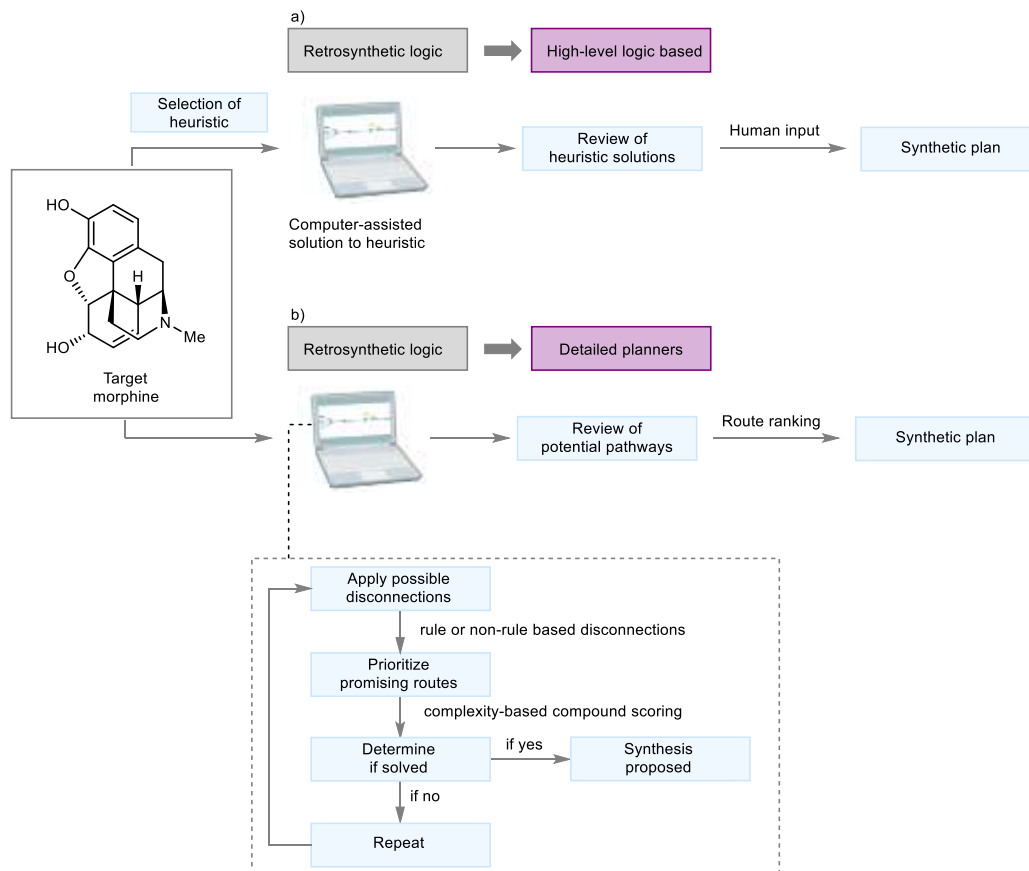 a)
Retrosynthetic logic
High-level logic based
Selection of
heuristic
Review of
heuristic solutions
Human input
Synthetic plan
Computer-assisted
solution to heuristic
HO
O
H
N
Me
HO
Target
morphine
b)
Retrosynthetic logic
Detailed planners
Review of
potential pathways
Route ranking
Synthetic plan
Apply possible
disconnections
rule or non-rule based disconnections
Prioritize
promising routes
complexity-based compound scoring
Determine
if solved
if yes
Synthesis
proposed
if no
Repeat